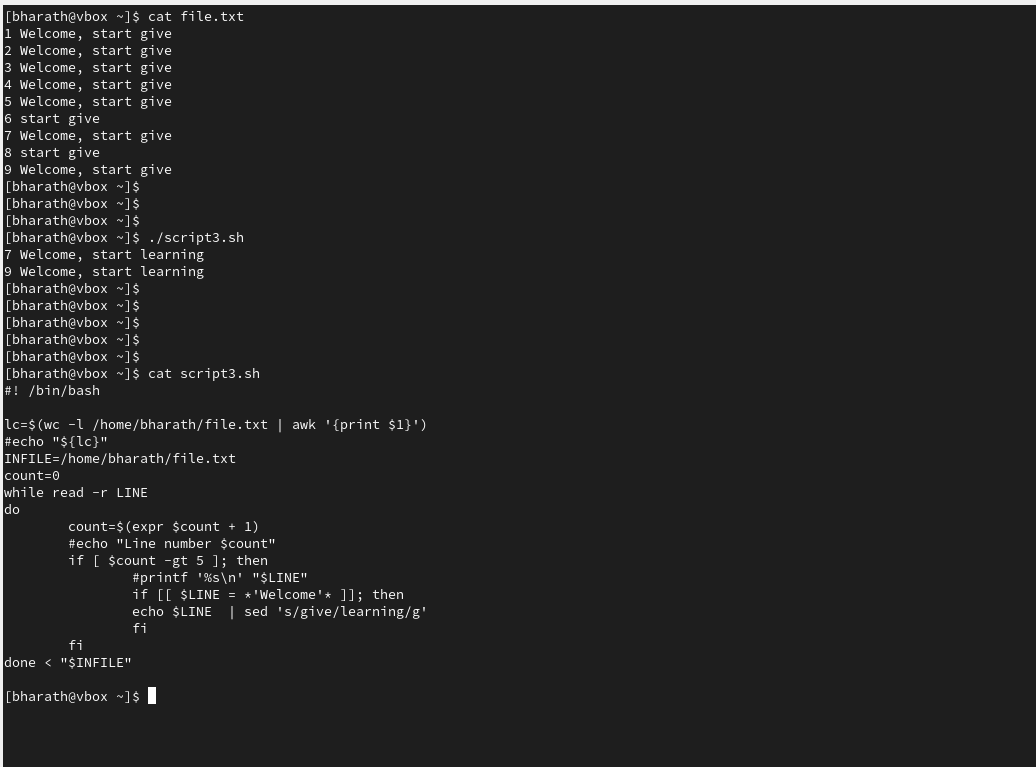 [bharath@vbox ~]$ cat file.txt
1 Welcome, start give
2 Welcome, start give
3 Welcome, start give
4 Welcome, start give
5 Welcome, start give
6 start give
7 Welcome, start give
8 start give
9 Welcome, start give
[bharath@vbox ~]$
[bharath@vbox ~]$
[bharath@vbox ~]$
[bharath@vbox ~]$ ./script3.sh
7 Welcome, start learning
9 Welcome, start learning
[bharath@vbox ~]$
[bharath@vbox ~]$
[bharath@vbox ~]$
[bharath@vbox ~]$
[bharath@vbox ~]$
[bharath@vbox ~]$ cat script3.sh
#! /bin/bash

lc=$(wc -l /home/bharath/file.txt | awk '{print $1}')
#echo "${lc}"
INFILE=/home/bharath/file.txt
count=0
while read -r LINE
do
        count=$(expr $count + 1)
        #echo "Line number $count"
        if [ $count -gt 5 ]; then
                #printf '%s\n' "$LINE"
                if [[ $LINE = *'Welcome'* ]]; then
                echo $LINE  | sed 's/give/learning/g'
                fi
        fi
done < "$INFILE"

[bharath@vbox ~]$